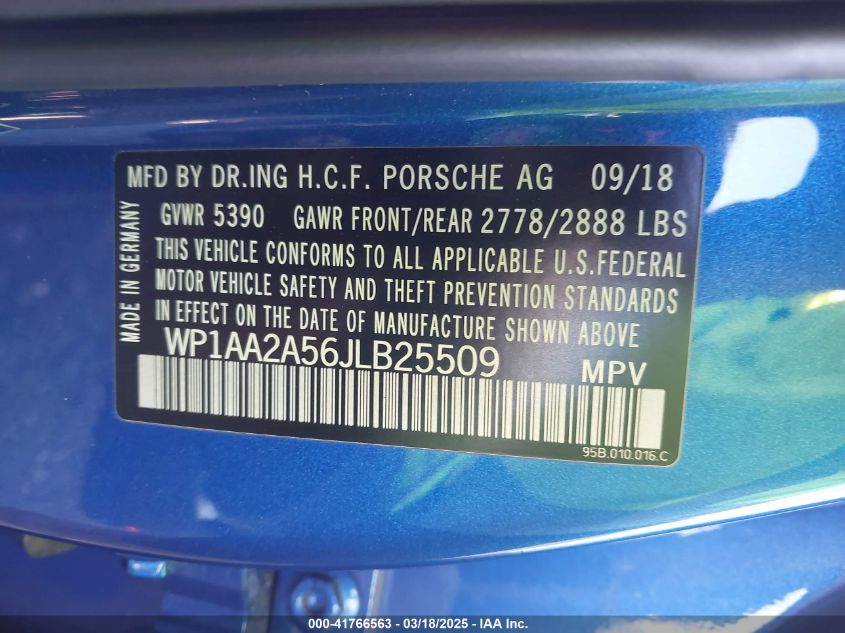 MFD BY DR.ING H.C.F. PORSCHE AG 09/18
GVWR 5390 GAWR FRONT/REAR 2778/2888 LBS
THIS VEHICLE CONFORMS TO ALL APPLICABLE U.S.FEDERAL
MOTOR VEHICLE SAFETY AND THEFT PREVENTION STANDARDS
IN EFFECT ON THE DATE OF MANUFACTURE SHOWN ABOVE
MADE IN GERMANY
WP1AA2A56JLB25509 MPV
95B.010.016.C
000-41766563 - 03/18/2025 - IAA Inc.